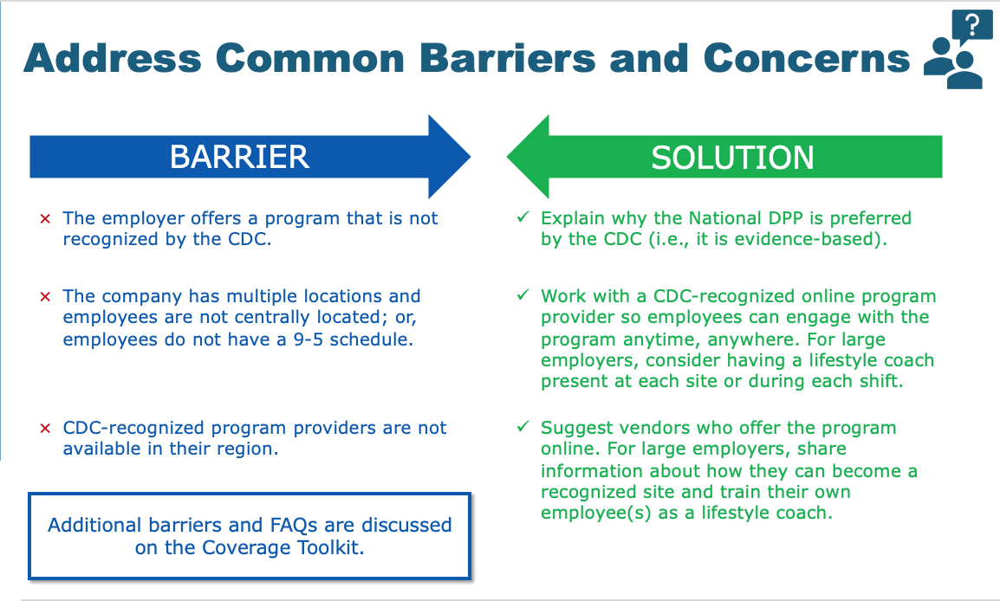 ?
Address Common Barriers and Concerns
BARRIER
SOLUTION
× The employer offers a program that is not
recognized by the CDC.
✓ Explain why the National DPP is preferred
by the CDC (i.e., it is evidence-based).
× The company has multiple locations and
employees are not centrally located; or,
employees do not have a 9-5 schedule.
✓ Work with a CDC-recognized online program
provider so employees can engage with the
program anytime, anywhere. For large
employers, consider having a lifestyle coach
present at each site or during each shift.
× CDC-recognized program providers are not
available in their region.
✓ Suggest vendors who offer the program
online. For large employers, share
information about how they can become a
recognized site and train their own
employee(s) as a lifestyle coach.
Additional barriers and FAQs are discussed
on the Coverage Toolkit.